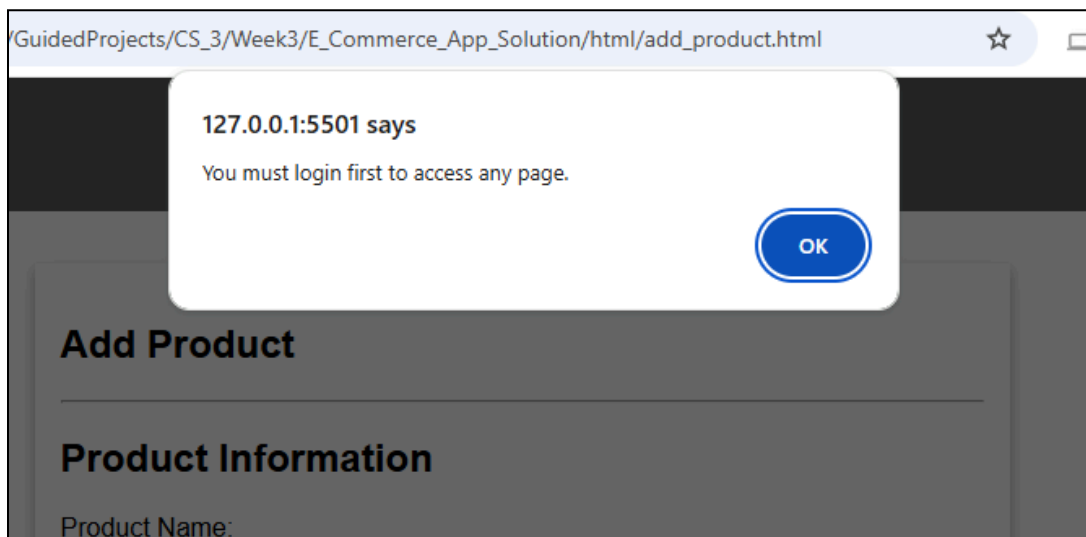 /GuidedProjects/CS_3/Week3/E_Commerce_App_Solution/html/add_product.html
127.0.0.1:5501 says
You must login first to access any page.
OK
Add Product
Product Information
Product Name: